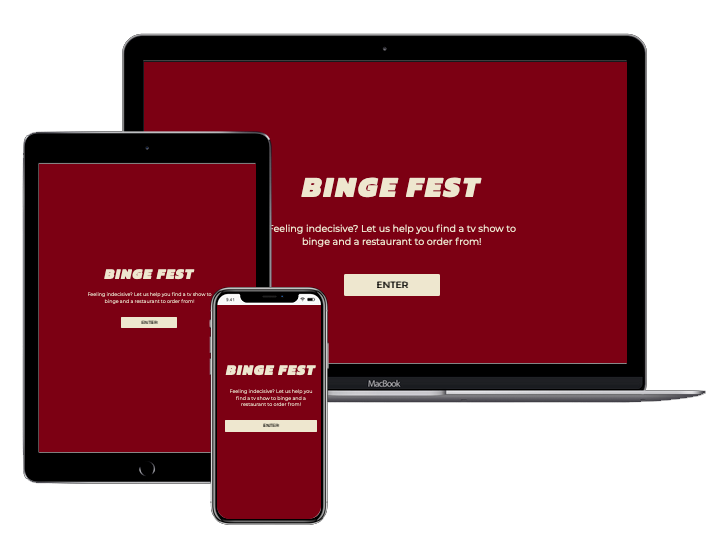 BINGE FEST
Feeling indecisive? Let us help you find a tv show to
binge and a restaurant to order from!
ENTER
MacBook
BINGE FEST
Feeling indecisive? Let us help you find a tv show to
binge and a restaurant to order from!
ENTER
9:41
BINGE FEST
Feeling indecisive? Let us help you
find a tv show to binge and a
restaurant to order from!
ENTER